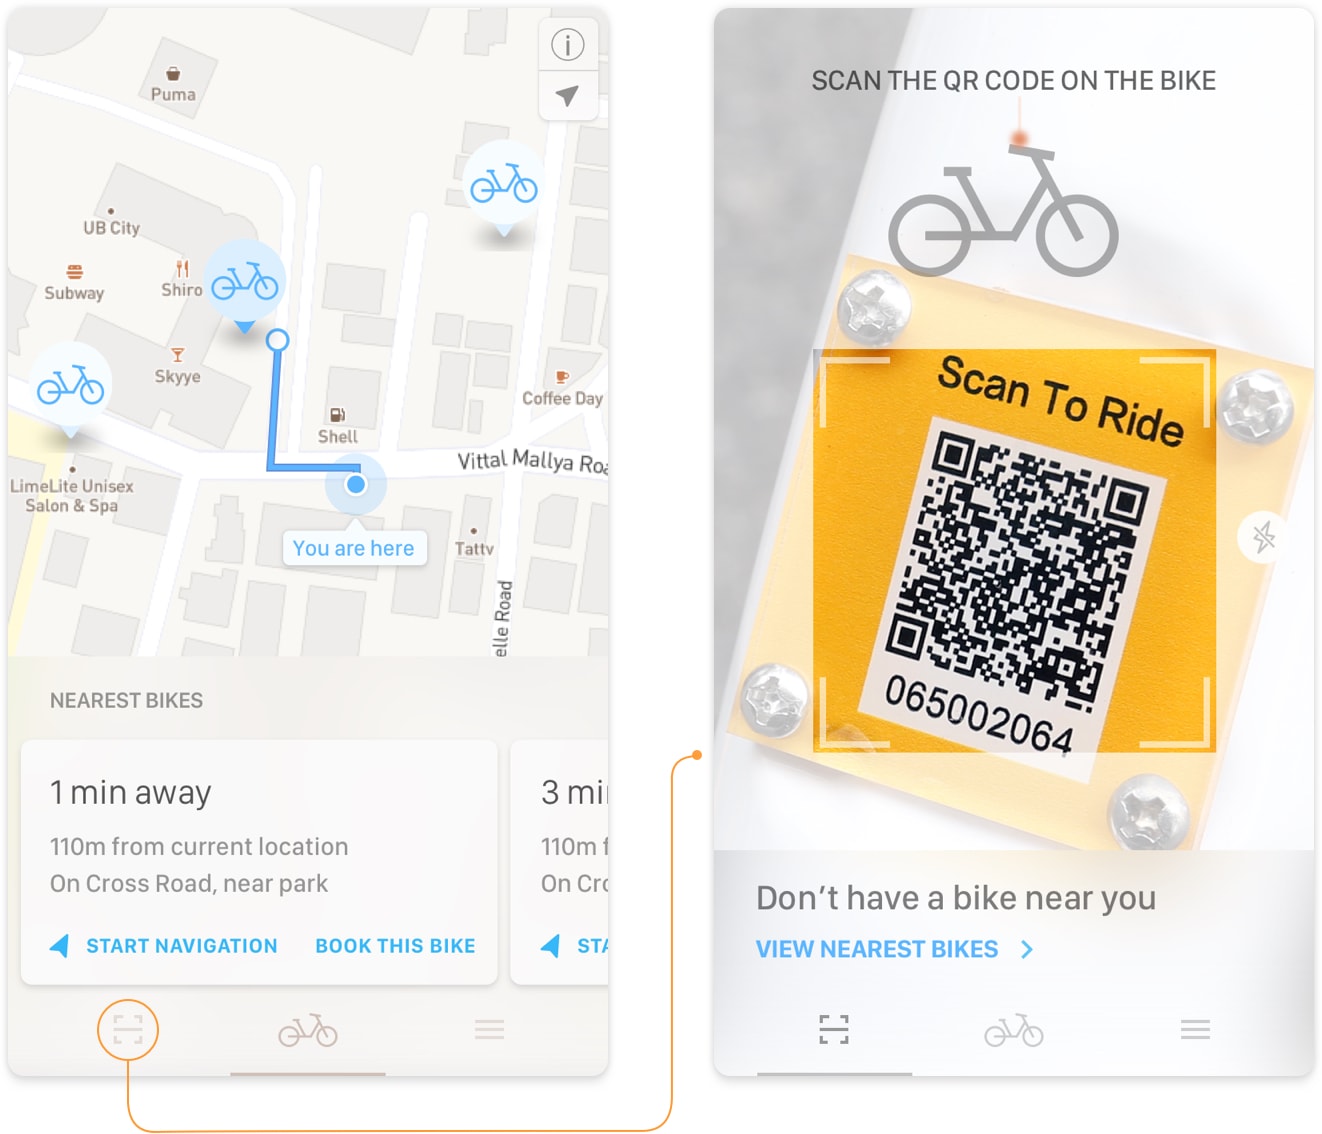 Puma
UB City
Subway
Shiro
Skyye
Shell
Coffee Day
Vittal Mallya Roa
LimeLite Unisex
Salon & Spa
You are here
Tattv
elle Road
NEAREST BIKES
1 min away
110m from current location
On Cross Road, near park
START NAVIGATION
BOOK THIS BIKE
3 mi
110m f
On Cro
STA
SCAN THE QR CODE ON THE BIKE
Scan To Ride
065002064
Don’t have a bike near you
VIEW NEAREST BIKES